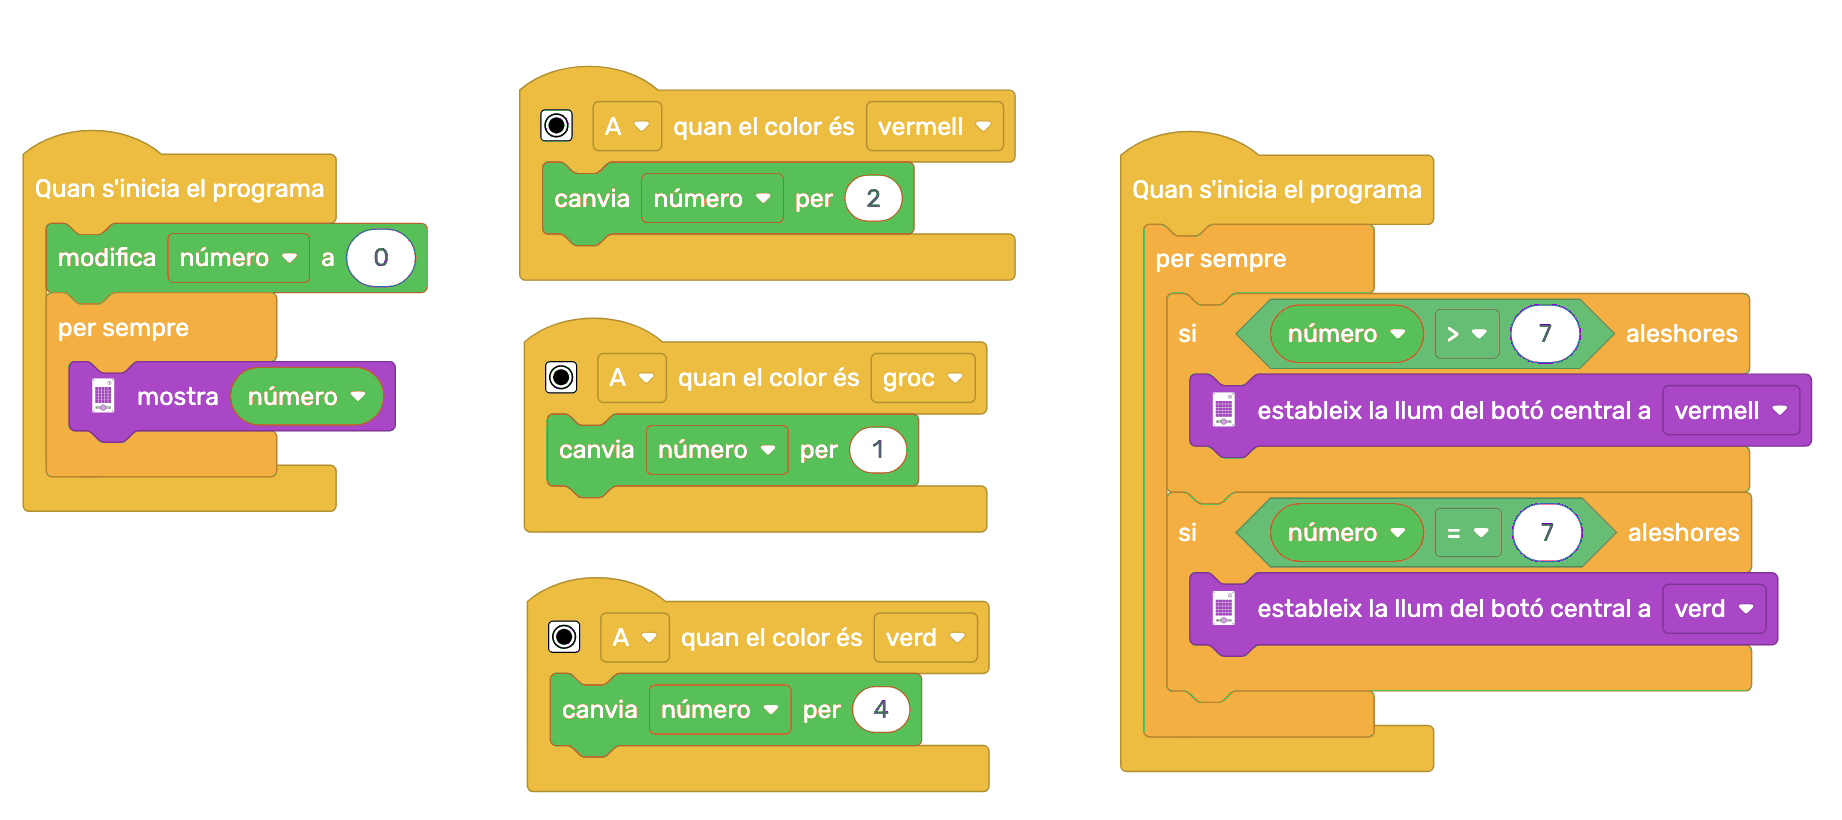 Quan s'inicia el programa
modifica número a 0
per sempre
mostra número
A quan el color és vermell
canvia número per 2
A quan el color és groc
canvia número per 1
A quan el color és verd
canvia número per 4
Quan s'inicia el programa
per sempre
si número > 7 aleshores
estableix la llum del botó central a vermell
si número = 7 aleshores
estableix la llum del botó central a verd